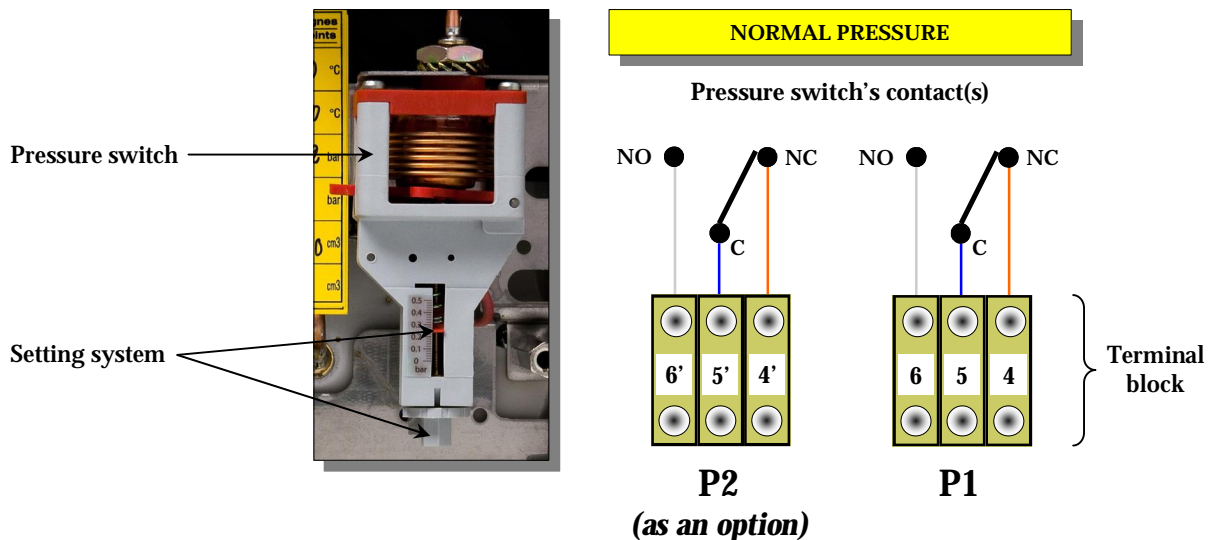 NORMAL PRESSURE
Pressure switch's contact(s)
Pressure switch
Setting system
ints
°C
°C
bar
bar
cm3
cm3
0.5
0.4
0.3
0.2
0.1
0
bar
NO
NC
C
NO
NC
C
6'
5'
4'
6
5
4
Terminal
block
P2
(as an option)
P1